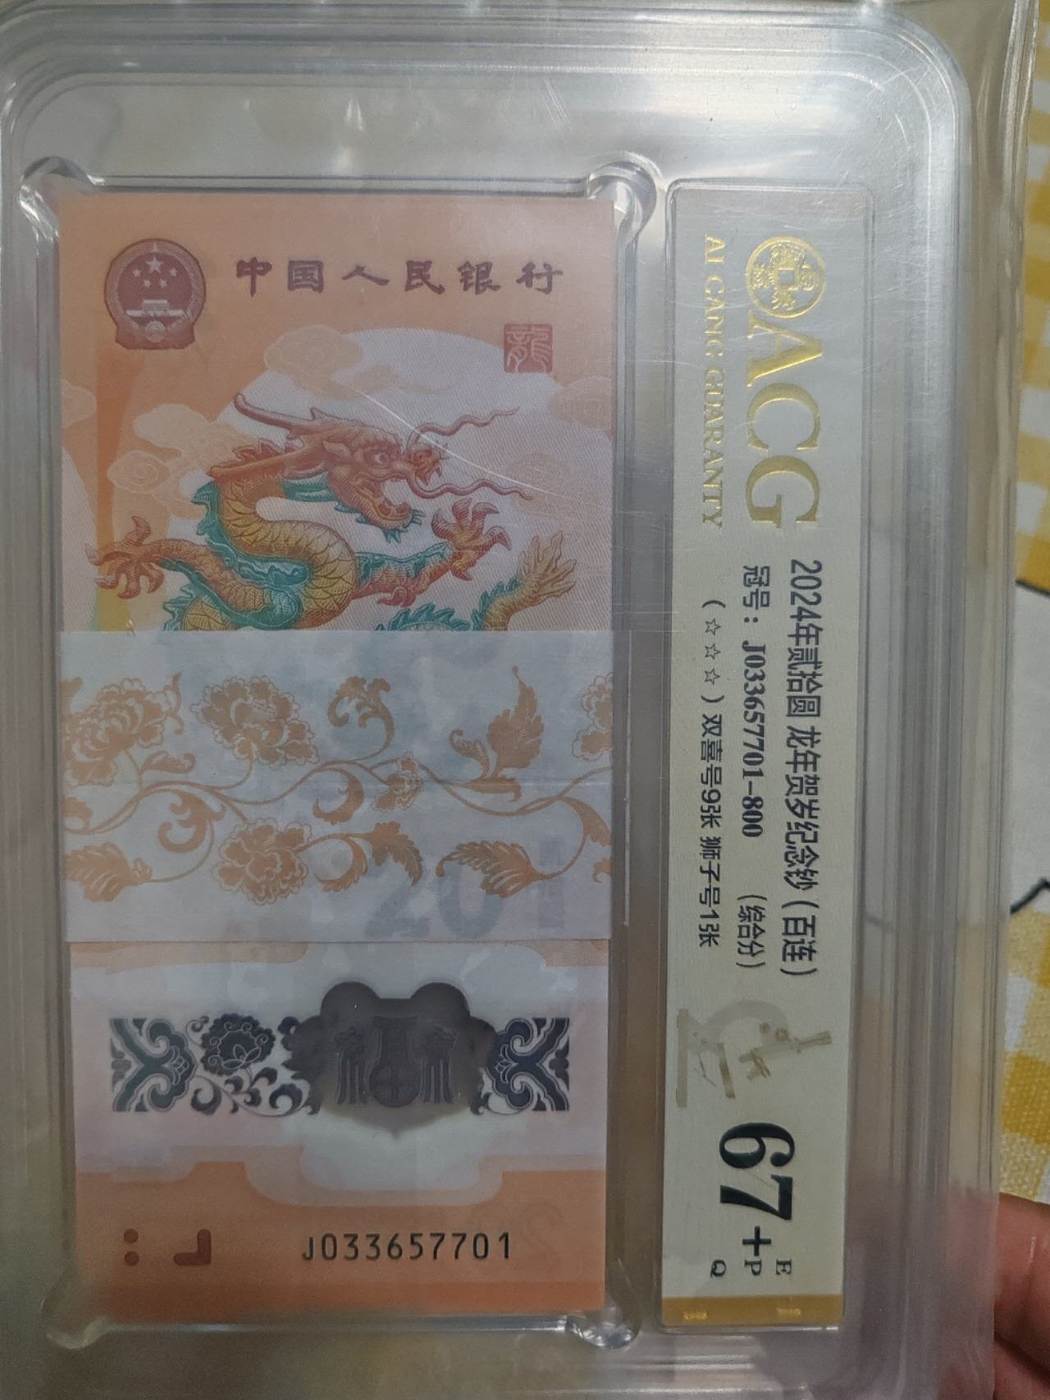 中国人民银行
龍
201
J033657701
ACG
AI CANG GUARANTY
2024年贰拾圆 龙年贺岁纪念钞（百连）
冠号：J033657701-800 （综合分）
（☆☆☆☆）双喜号9张 狮子号1张
67+
E
P
Q